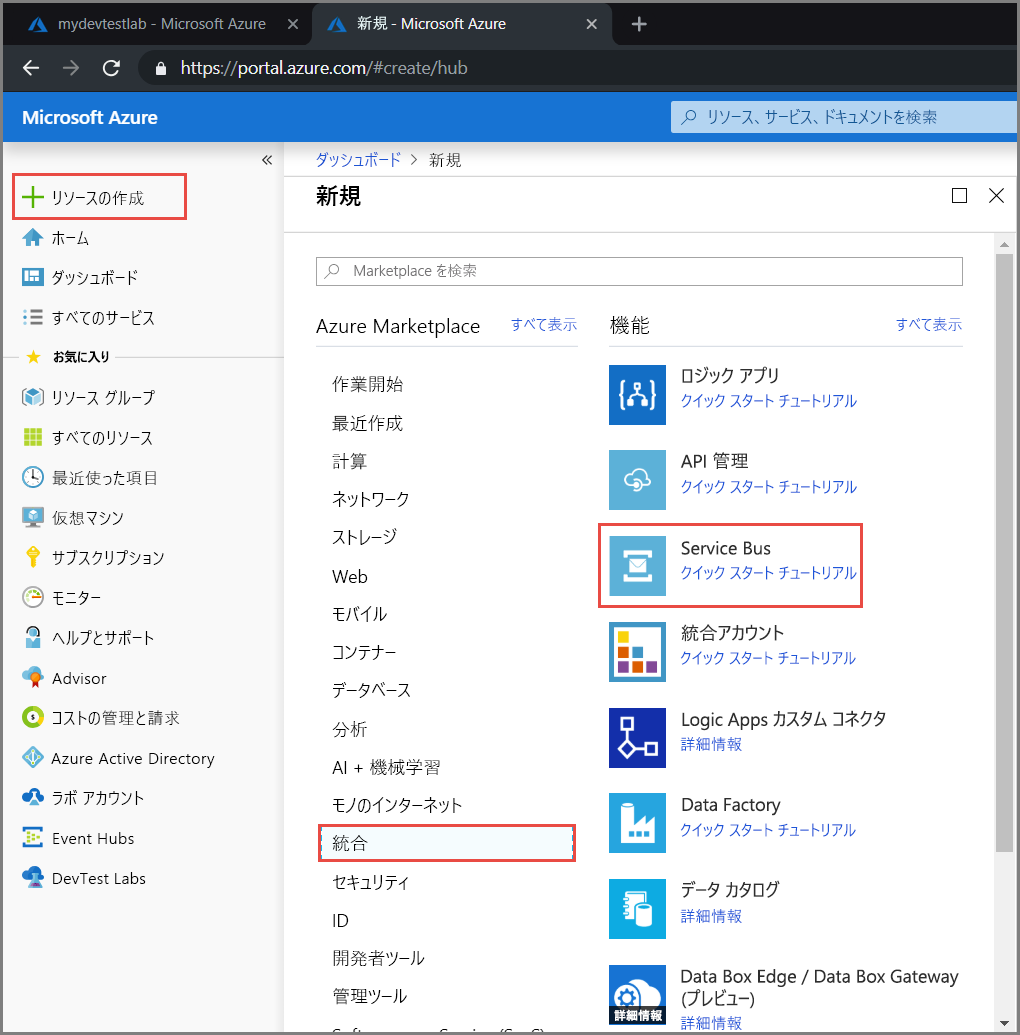 mydevtestlab - Microsoft Azure
新規 - Microsoft Azure
https://portal.azure.com/#create/hub
Microsoft Azure
リソース、サービス、ドキュメントを検索
リソースの作成
ホーム
ダッシュボード
すべてのサービス
お気に入り
リソース グループ
すべてのリソース
最近使った項目
仮想マシン
サブスクリプション
モニター
ヘルプとサポート
Advisor
コストの管理と請求
Azure Active Directory
ラボ アカウント
Event Hubs
DevTest Labs
ダッシュボード > 新規
新規
Marketplace を検索
Azure Marketplace すべて表示
作業開始
最近作成
計算
ネットワーク
ストレージ
Web
モバイル
コンテナー
データベース
分析
AI + 機械学習
モノのインターネット
統合
セキュリティ
ID
開発者ツール
管理ツール
機能 すべて表示
ロジック アプリ
クイック スタート チュートリアル
API 管理
クイック スタート チュートリアル
Service Bus
クイック スタート チュートリアル
統合アカウント
クイック スタート チュートリアル
Logic Apps カスタム コネクタ
詳細情報
Data Factory
クイック スタート チュートリアル
データ カタログ
詳細情報
Data Box Edge / Data Box Gateway
(プレビュー)
詳細情報
詳細情報